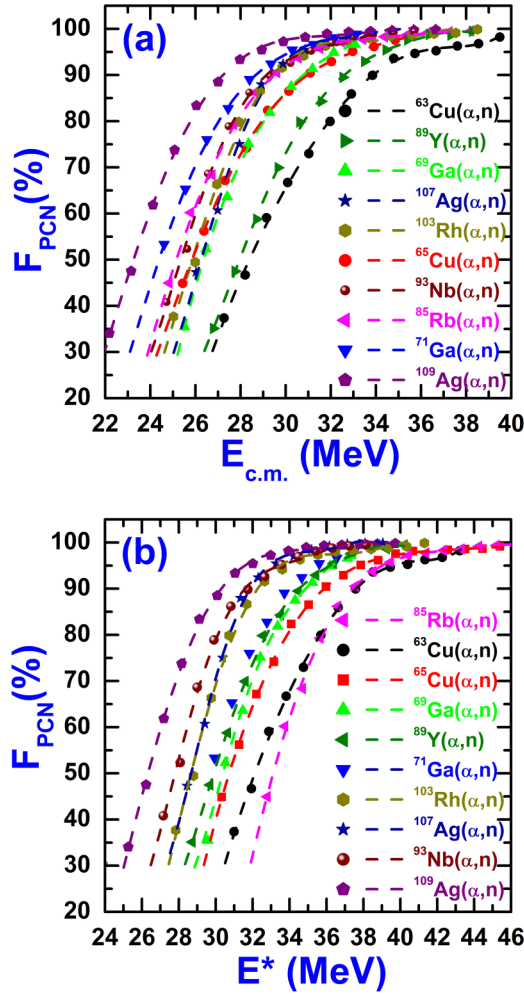 (a)
F_PCN(%)
100
90
80
70
60
50
40
30
20
⁶³Cu(α,n)
⁸⁹Y(α,n)
⁶⁹Ga(α,n)
¹⁰⁷Ag(α,n)
¹⁰³Rh(α,n)
⁶⁵Cu(α,n)
⁹³Nb(α,n)
⁸⁵Rb(α,n)
⁷¹Ga(α,n)
¹⁰⁹Ag(α,n)
22 24 26 28 30 32 34 36 38 40
E_c.m. (MeV)
(b)
F_PCN(%)
100
90
80
70
60
50
40
30
20
⁸⁵Rb(α,n)
⁶³Cu(α,n)
⁶⁵Cu(α,n)
⁶⁹Ga(α,n)
⁸⁹Y(α,n)
⁷¹Ga(α,n)
¹⁰³Rh(α,n)
¹⁰⁷Ag(α,n)
⁹³Nb(α,n)
¹⁰⁹Ag(α,n)
24 26 28 30 32 34 36 38 40 42 44 46
E* (MeV)